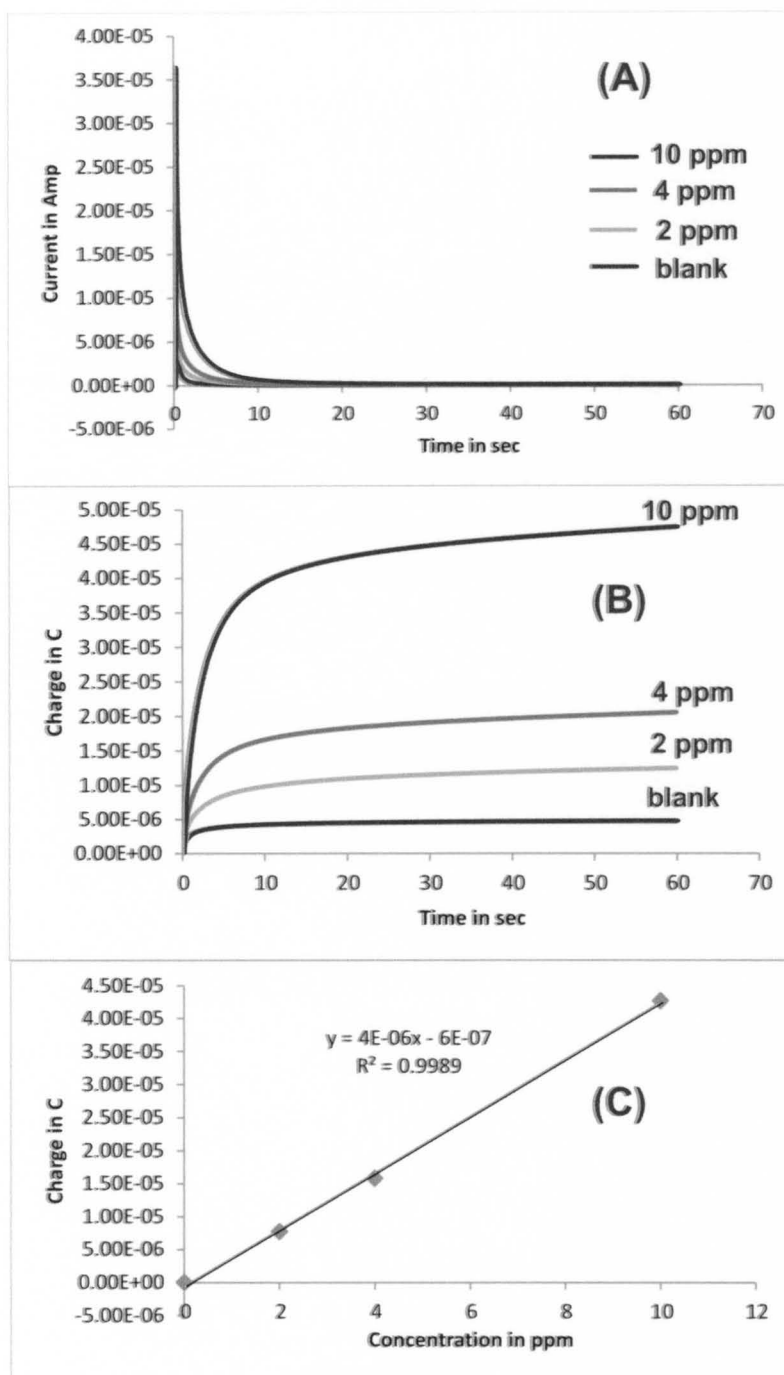 4.00E-05
3.50E-05
3.00E-05
2.50E-05
2.00E-05
1.50E-05
1.00E-05
5.00E-06
0.00E+00
-5.00E-06
Current in Amp
(A)
10 ppm
4 ppm
2 ppm
blank
0 10 20 30 40 50 60 70
Time in sec
5.00E-05
4.50E-05
4.00E-05
3.50E-05
3.00E-05
2.50E-05
2.00E-05
1.50E-05
1.00E-05
5.00E-06
0.00E+00
Charge in C
10 ppm
(B)
4 ppm
2 ppm
blank
0 10 20 30 40 50 60 70
Time in sec
4.50E-05
4.00E-05
3.50E-05
3.00E-05
2.50E-05
2.00E-05
1.50E-05
1.00E-05
5.00E-06
0.00E+00
-5.00E-06
Charge in C
y = 4E-06x - 6E-07
R² = 0.9989
(C)
0 2 4 6 8 10 12
Concentration in ppm